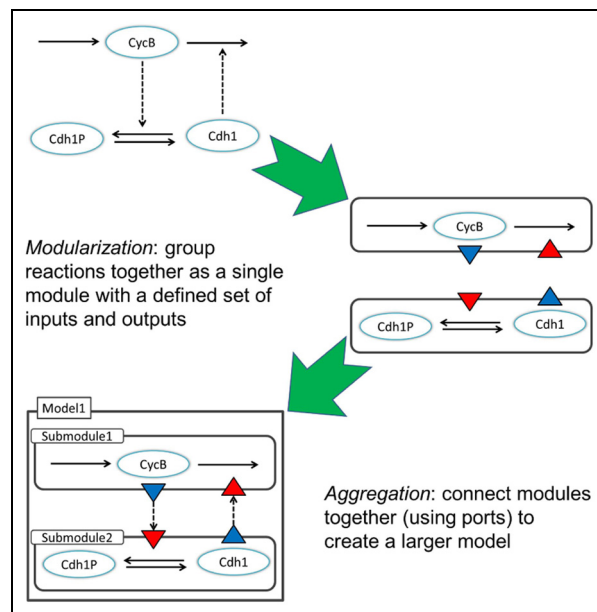 CycB
Cdh1P
Cdh1
CycB
Modularization: group
reactions together as a single
module with a defined set of
inputs and outputs
Cdh1P
Cdh1
Model1
Submodule1
CycB
Aggregation: connect modules
together (using ports) to
create a larger model
Submodule2
Cdh1P
Cdh1